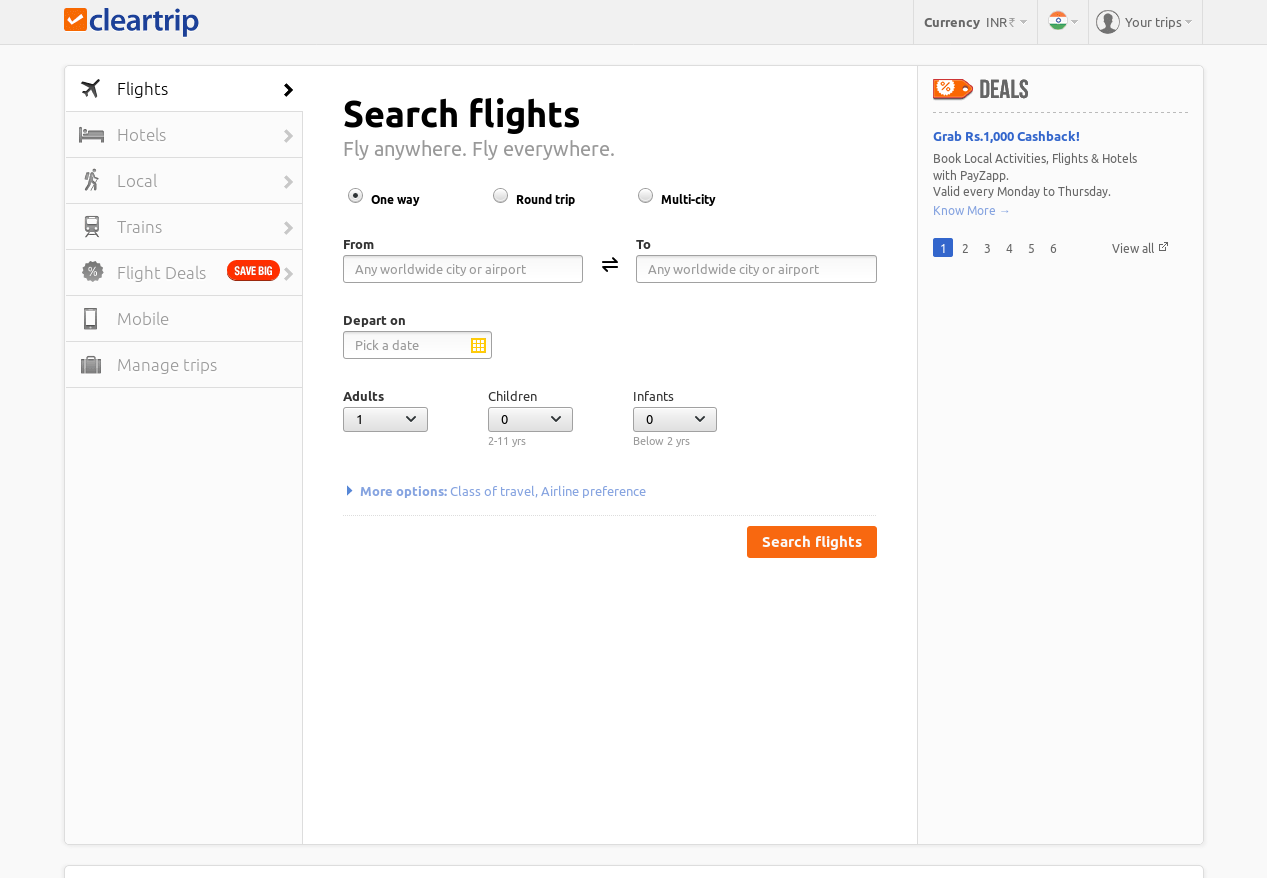 cleartrip
Currency INR₹
Your trips
Flights
Hotels
Local
Trains
Flight Deals SAVE BIG
Mobile
Manage trips
Search flights
Fly anywhere. Fly everywhere.
One way Round trip Multi-city
From To
Any worldwide city or airport Any worldwide city or airport
Depart on
Pick a date
Adults Children Infants
1 0 0
2-11 yrs Below 2 yrs
More options: Class of travel, Airline preference
Search flights
% DEALS
Grab Rs.1,000 Cashback!
Book Local Activities, Flights & Hotels
with PayZapp.
Valid every Monday to Thursday.
Know More →
1 2 3 4 5 6 View all